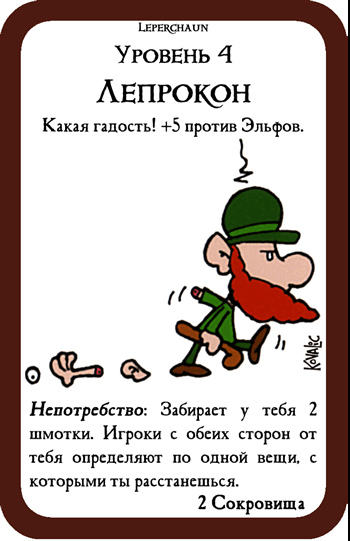 Leperchaun
Уровень 4
Лепрокон
Какая гадость! +5 против Эльфов.
Kovalic
Непотребство: Забирает у тебя 2
шмотки. Игроки с обеих сторон от
тебя определяют по одной вещи, с
которыми ты расстанешься.
2 Сокровища